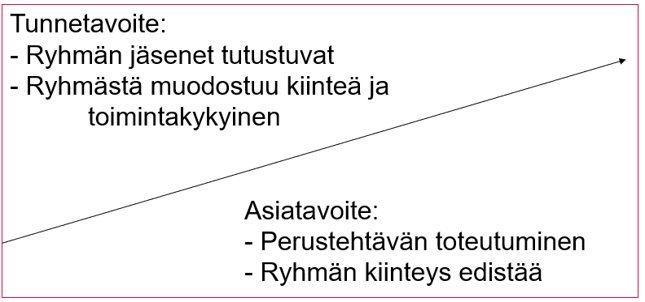 Tunnetavoite:
- Ryhmän jäsenet tutustuvat
- Ryhmästä muodostuu kiinteä ja
toimintakykyinen
Asiatavoite:
- Perustehtävän toteutuminen
- Ryhmän kiinteys edistää